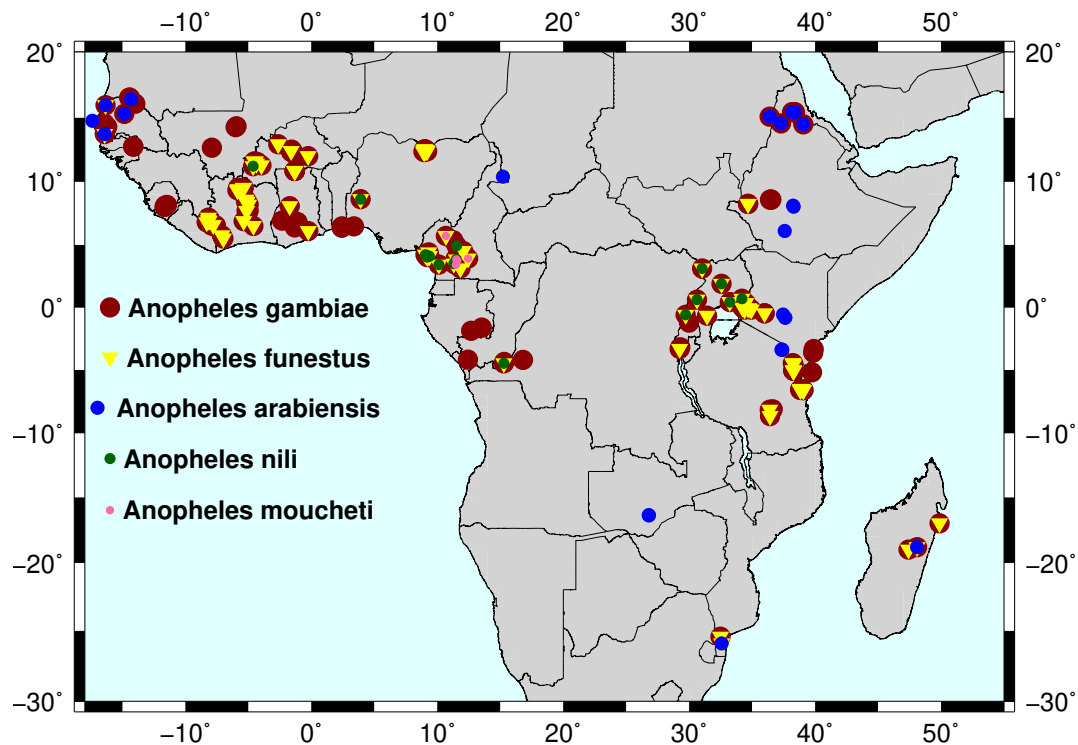 −10˚ 0˚ 10˚ 20˚ 30˚ 40˚ 50˚
20˚ 20˚
10˚ 10˚
0˚ 0˚
−10˚ −10˚
−20˚ −20˚
−30˚ −30˚
Anopheles gambiae
Anopheles funestus
Anopheles arabiensis
Anopheles nili
Anopheles moucheti
−10˚ 0˚ 10˚ 20˚ 30˚ 40˚ 50˚